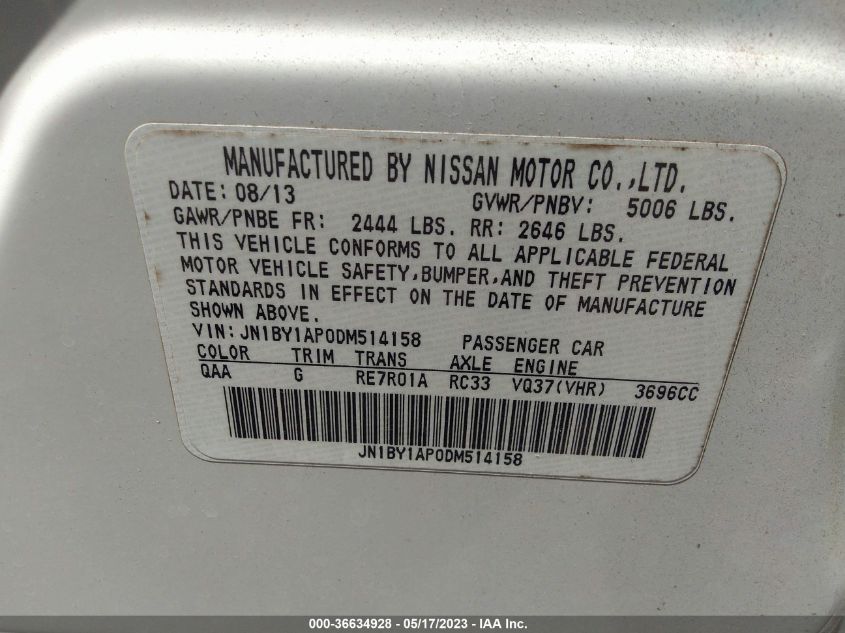 MANUFACTURED BY NISSAN MOTOR CO.,LTD.
DATE: 08/13 GVWR/PNBV: 5006 LBS.
GAWR/PNBE FR: 2444 LBS. RR: 2646 LBS.
THIS VEHICLE CONFORMS TO ALL APPLICABLE FEDERAL
MOTOR VEHICLE SAFETY,BUMPER,AND THEFT PREVENTION
STANDARDS IN EFFECT ON THE DATE OF MANUFACTURE
SHOWN ABOVE.
VIN:JN1BY1AP0DM514158 PASSENGER CAR
COLOR TRIM TRANS AXLE ENGINE
QAA G RE7R01A RC33 VQ37(VHR) 3696CC
JN1BY1AP0DM514158
000-36634928 - 05/17/2023 - IAA Inc.